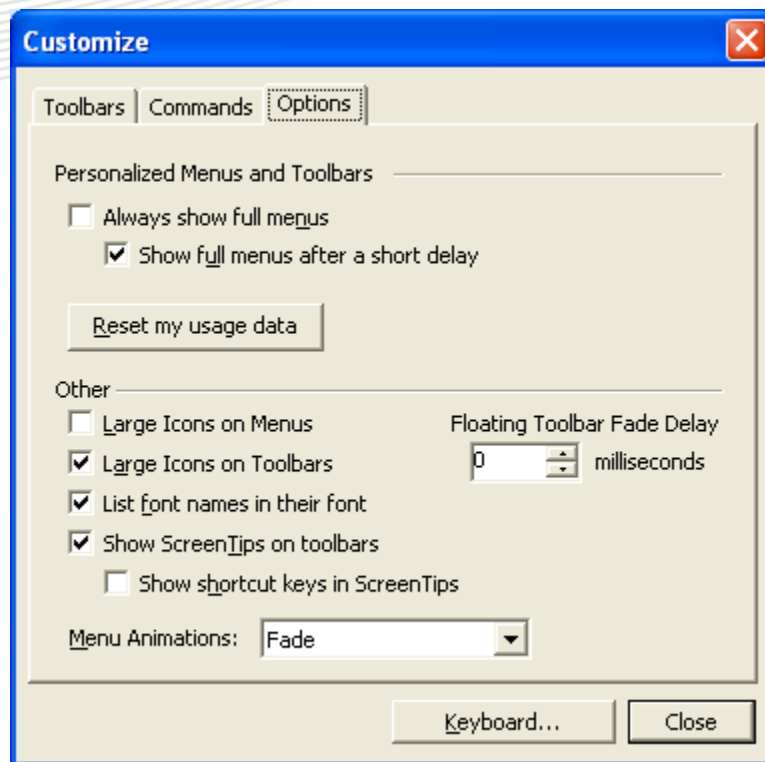 Customize
Toolbars Commands Options
Personalized Menus and Toolbars
Always show full menus
Show full menus after a short delay
Reset my usage data
Other
Large Icons on Menus Floating Toolbar Fade Delay
Large Icons on Toolbars 0 milliseconds
List font names in their font
Show ScreenTips on toolbars
Show shortcut keys in ScreenTips
Menu Animations: Fade
Keyboard... Close